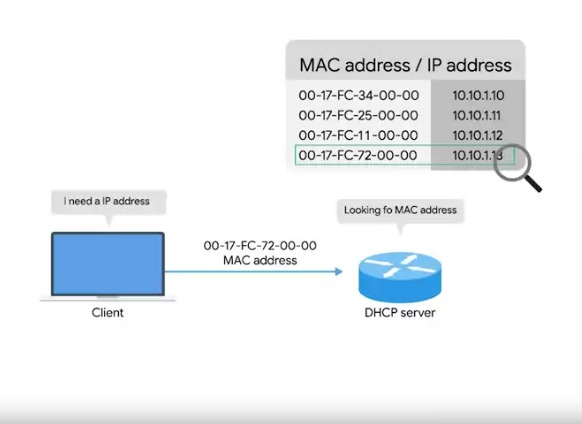 MAC address / IP address
00-17-FC-34-00-00 10.10.1.10
00-17-FC-25-00-00 10.10.1.11
00-17-FC-11-00-00 10.10.1.12
00-17-FC-72-00-00 10.10.1.13
I need a IP address
Looking fo MAC address
00-17-FC-72-00-00
MAC address
Client
DHCP server